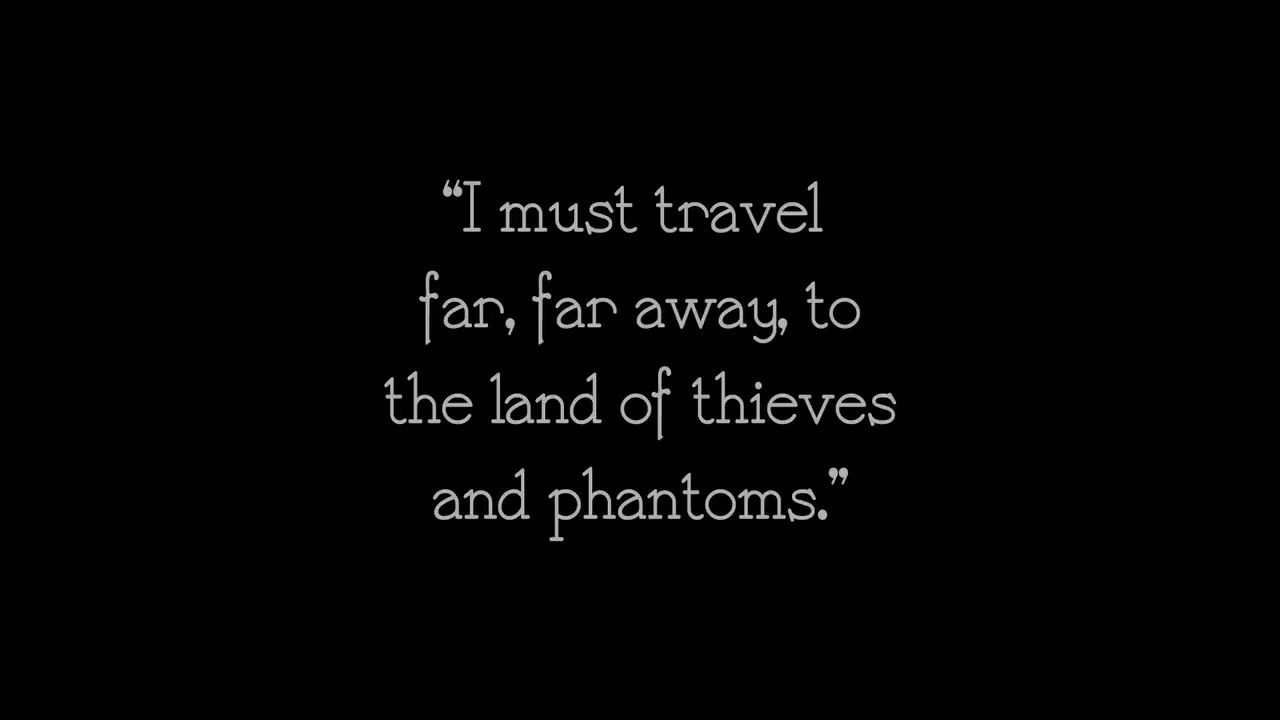 “I must travel
far, far away, to
the land of thieves
and phantoms.”